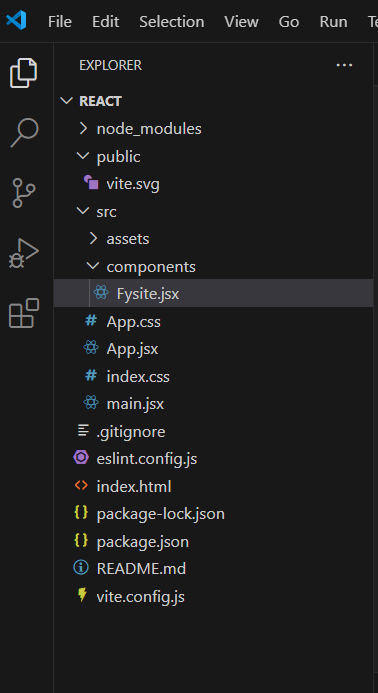 File Edit Selection View Go Run
EXPLORER
REACT
node_modules
public
vite.svg
src
assets
components
Fysite.jsx
App.css
App.jsx
index.css
main.jsx
.gitignore
eslint.config.js
index.html
package-lock.json
package.json
README.md
vite.config.js